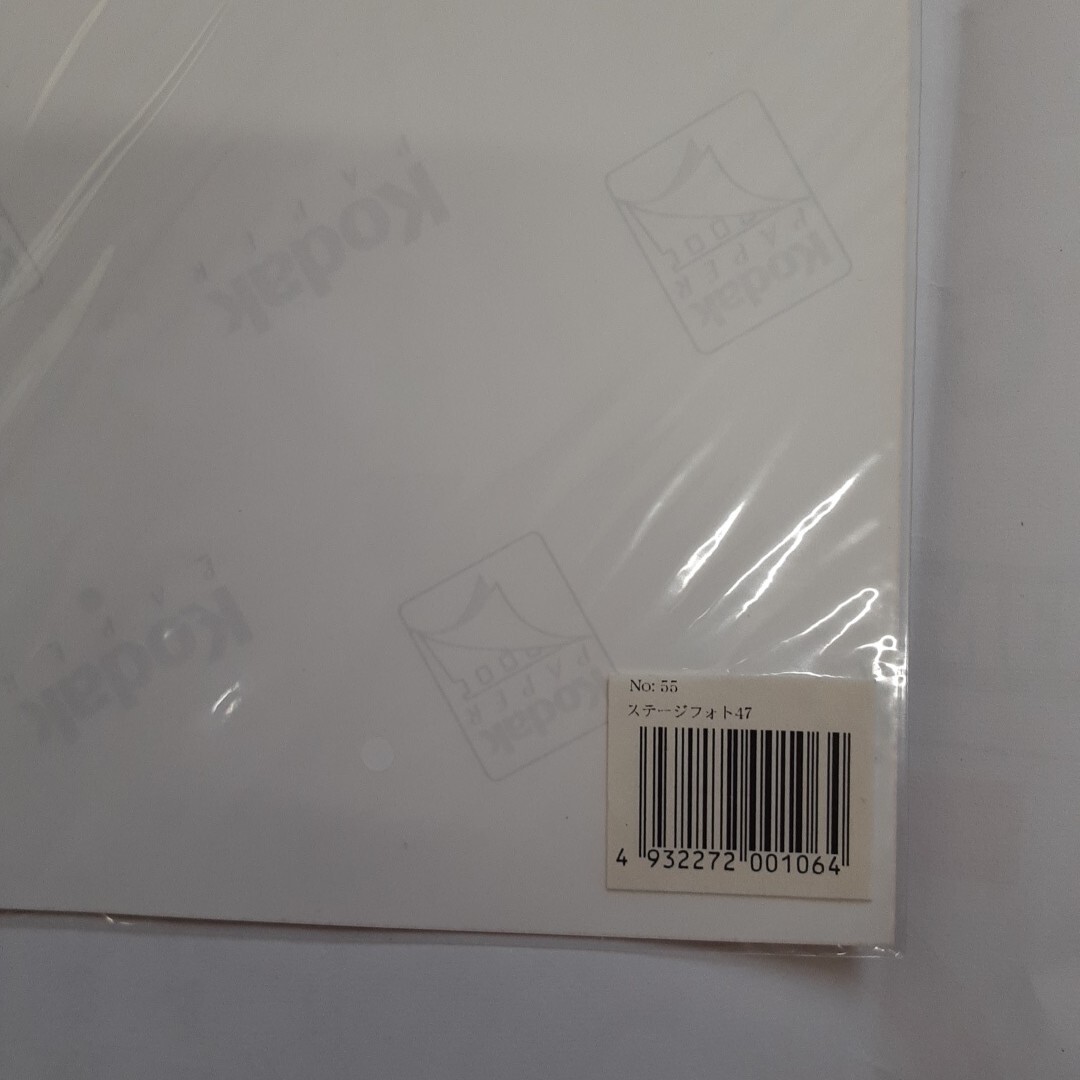 Kodak
PAPER
Kodak
PAPER
Kodak
PAPER
Kodak
PAPER
No: 55
ステージフォト47
4 932272 001064